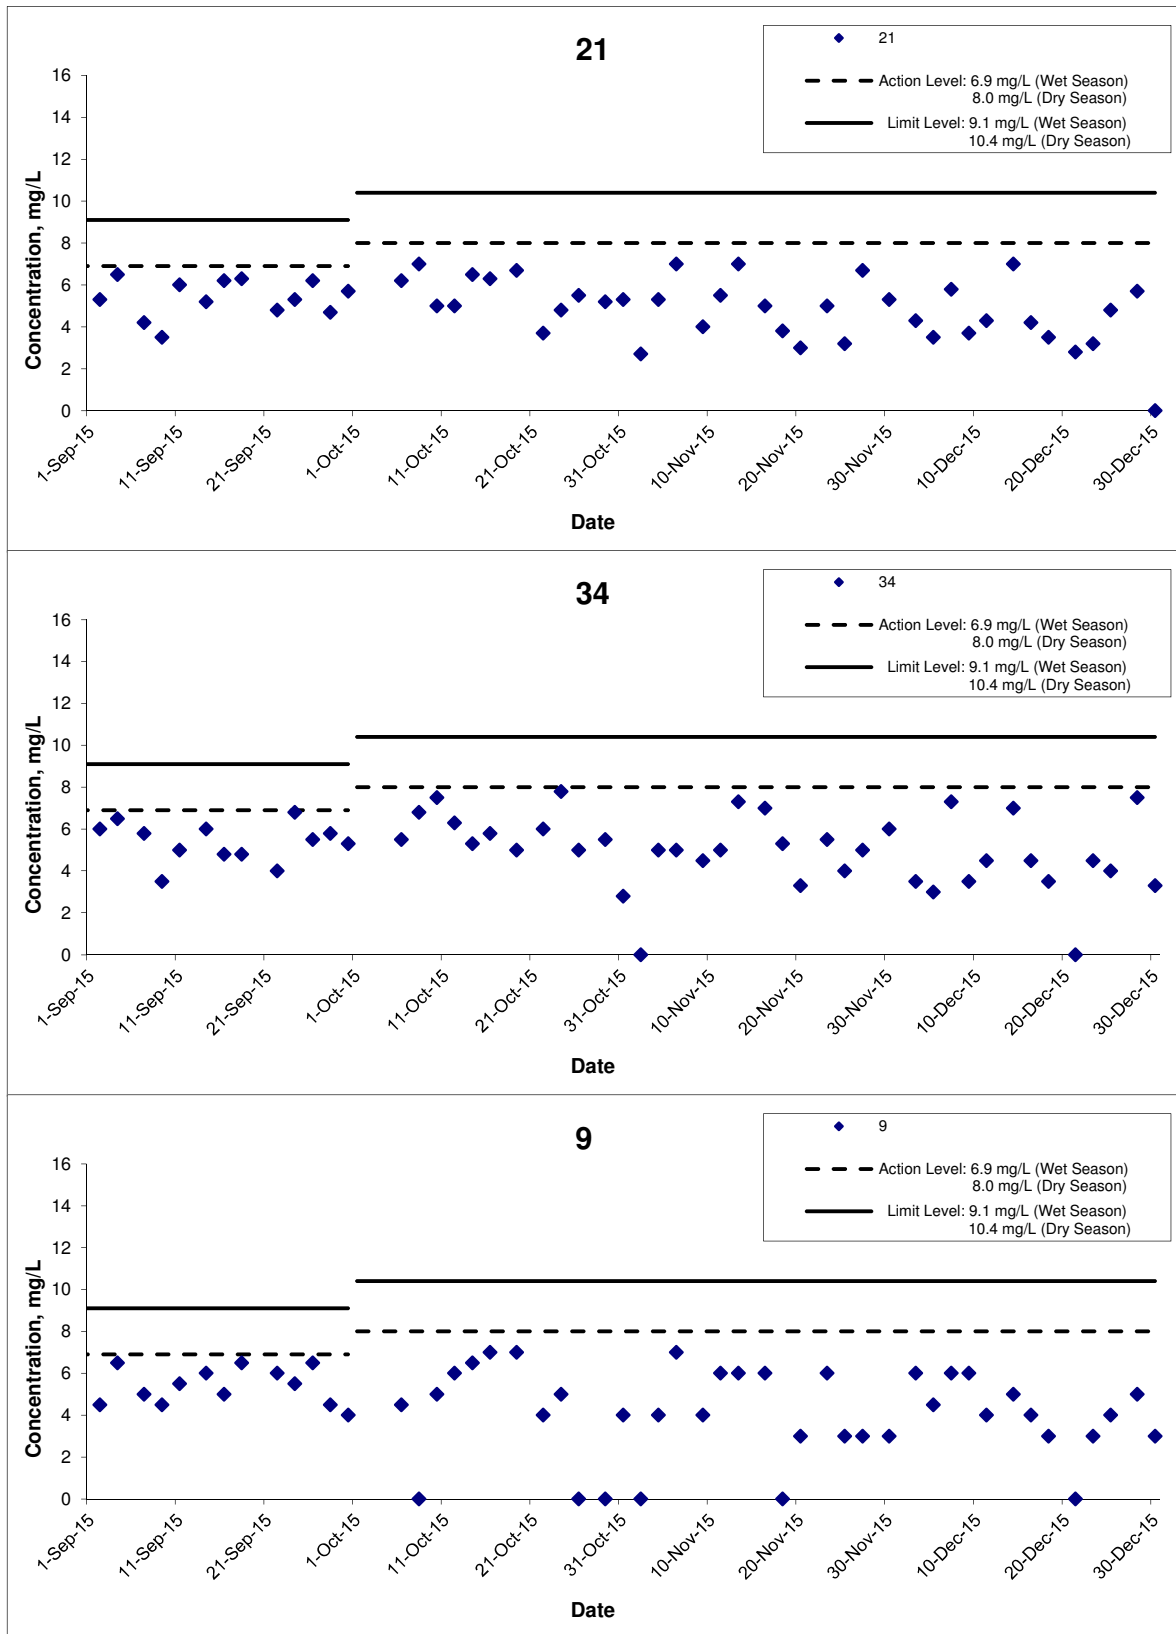 21
21
Action Level: 6.9 mg/L (Wet Season)
8.0 mg/L (Dry Season)
Limit Level: 9.1 mg/L (Wet Season)
10.4 mg/L (Dry Season)
Concentration, mg/L
16
14
12
10
8
6
4
2
0
1-Sep-15
11-Sep-15
21-Sep-15
1-Oct-15
11-Oct-15
21-Oct-15
31-Oct-15
10-Nov-15
20-Nov-15
30-Nov-15
10-Dec-15
20-Dec-15
30-Dec-15
Date
34
34
Action Level: 6.9 mg/L (Wet Season)
8.0 mg/L (Dry Season)
Limit Level: 9.1 mg/L (Wet Season)
10.4 mg/L (Dry Season)
Concentration, mg/L
16
14
12
10
8
6
4
2
0
1-Sep-15
11-Sep-15
21-Sep-15
1-Oct-15
11-Oct-15
21-Oct-15
31-Oct-15
10-Nov-15
20-Nov-15
30-Nov-15
10-Dec-15
20-Dec-15
30-Dec-15
Date
9
9
Action Level: 6.9 mg/L (Wet Season)
8.0 mg/L (Dry Season)
Limit Level: 9.1 mg/L (Wet Season)
10.4 mg/L (Dry Season)
Concentration, mg/L
16
14
12
10
8
6
4
2
0
1-Sep-15
11-Sep-15
21-Sep-15
1-Oct-15
11-Oct-15
21-Oct-15
31-Oct-15
10-Nov-15
20-Nov-15
30-Nov-15
10-Dec-15
20-Dec-15
30-Dec-15
Date